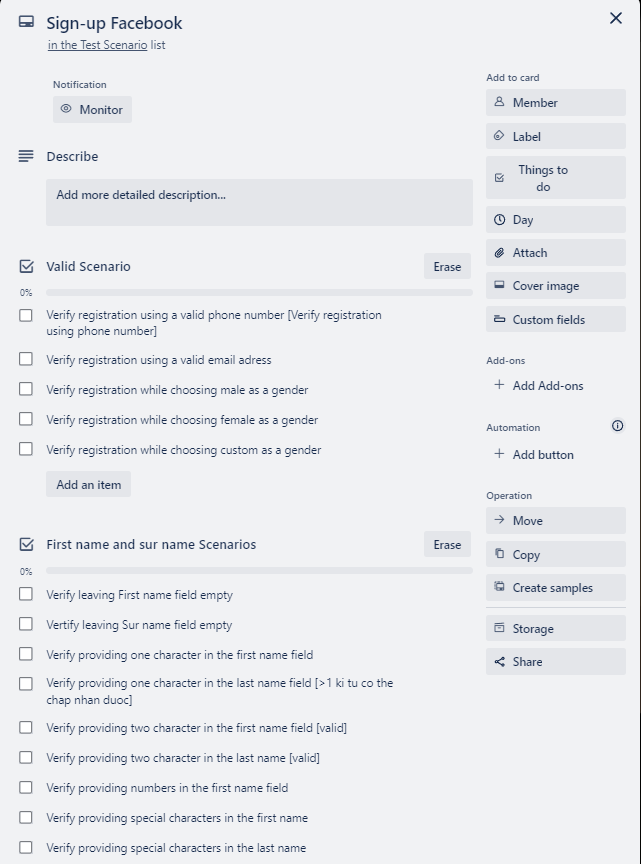 Sign-up Facebook
in the Test Scenario list
Notification
Monitor
Describe
Add more detailed description...
Valid Scenario
Erase
0%
Verify registration using a valid phone number [Verify registration
using phone number]
Verify registration using a valid email adress
Verify registration while choosing male as a gender
Verify registration while choosing female as a gender
Verify registration while choosing custom as a gender
Add an item
First name and sur name Scenarios
Erase
0%
Verify leaving First name field empty
Vertify leaving Sur name field empty
Verify providing one character in the first name field
Verify providing one character in the last name field [>1 ki tu co the
chap nhan duoc]
Verify providing two character in the first name field [valid]
Verify providing two character in the last name [valid]
Verify providing numbers in the first name field
Verify providing special characters in the first name
Verify providing special characters in the last name
Add to card
Member
Label
Things to
do
Day
Attach
Cover image
Custom fields
Add-ons
Add Add-ons
Automation
Add button
Operation
Move
Copy
Create samples
Storage
Share